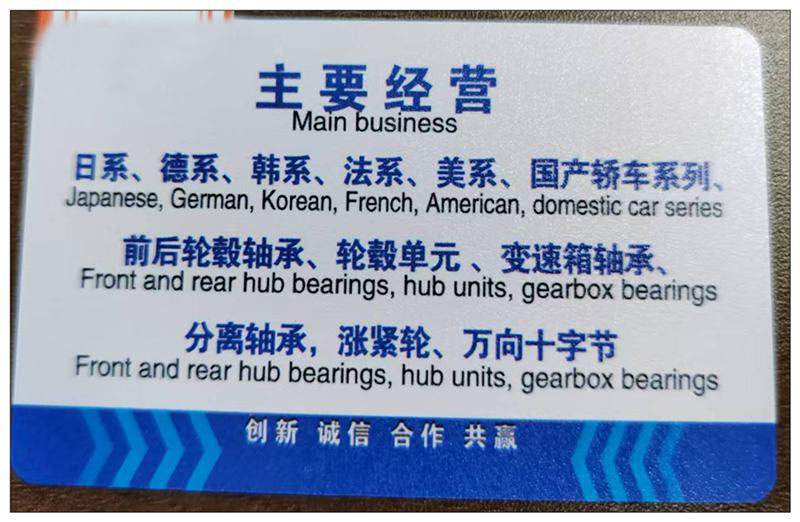 主要经营
Main business
日系、德系、韩系、法系、美系、国产轿车系列、
Japanese, German, Korean, French, American, domestic car series
前后轮毂轴承、轮毂单元、变速箱轴承、
Front and rear hub bearings, hub units, gearbox bearings
分离轴承，涨紧轮、万向十字节
Front and rear hub bearings, hub units, gearbox bearings
创新 诚信 合作 共赢